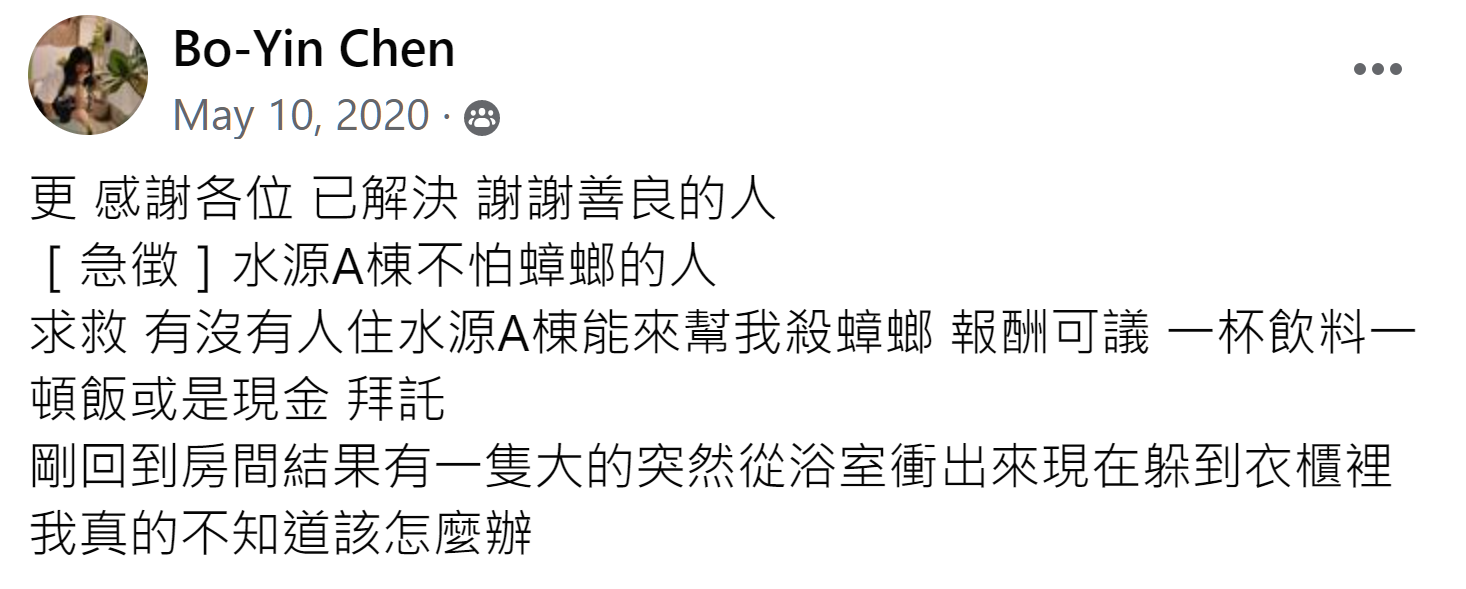 Bo-Yin Chen
May 10, 2020 ·
更 感謝各位 已解決 謝謝善良的人
[ 急徵 ] 水源A棟不怕蟑螂的人
求救 有沒有人住水源A棟能來幫我殺蟑螂 報酬可議 一杯飲料一
頓飯或是現金 拜託
剛回到房間結果有一隻大的突然從浴室衝出來現在躲到衣櫃裡
我真的不知道該怎麼辦